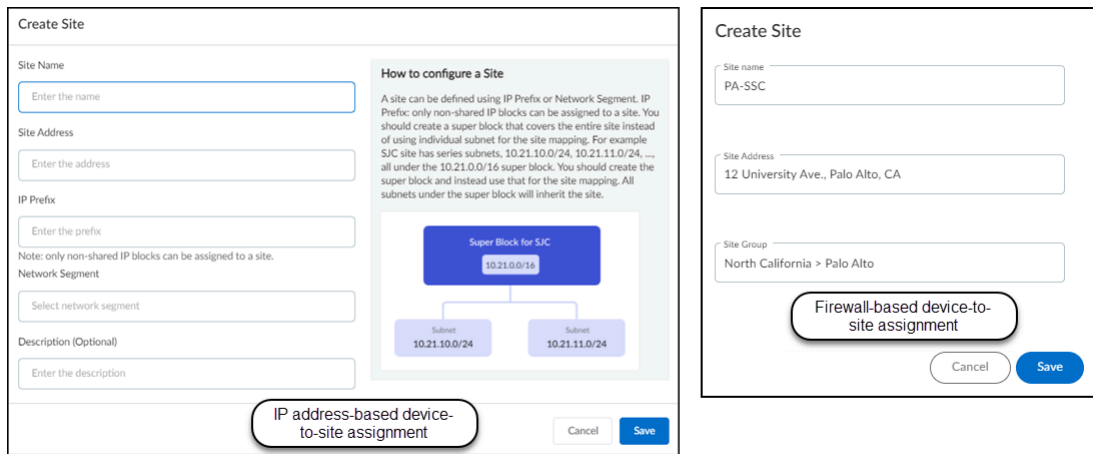 Create Site
Site Name
Enter the name
Site Address
Enter the address
IP Prefix
Enter the prefix
Note: only non-shared IP blocks can be assigned to a site.
Network Segment
Select network segment
Description (Optional)
Enter the description
How to configure a Site
A site can be defined using IP Prefix or Network Segment. IP
Prefix: only non-shared IP blocks can be assigned to a site. You
should create a super block that covers the entire site instead
of using individual subnet for the site mapping. For example
SJC site has series subnets, 10.21.10.0/24, 10.21.11.0/24, ...,
all under the 10.21.0.0/16 super block. You should create the
super block and instead use that for the site mapping. All
subnets under the super block will inherit the site.
Super Block for SJC
10.21.0.0/16
Subnet
10.21.10.0/24
Subnet
10.21.11.0/24
IP address-based device-
to-site assignment
Cancel
Save
Create Site
Site name
PA-SSC
Site Address
12 University Ave., Palo Alto, CA
Site Group
North California > Palo Alto
Firewall-based device-to-
site assignment
Cancel
Save